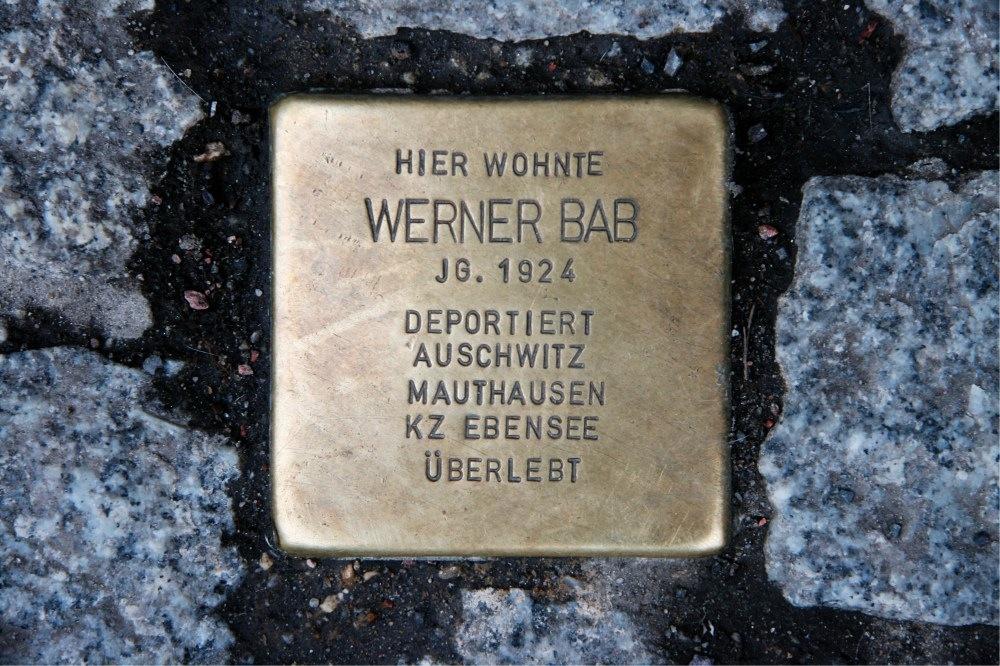 HIER WOHNTE
WERNER BAB
JG. 1924
DEPORTIERT
AUSCHWITZ
MAUTHAUSEN
KZ EBENSEE
ÜBERLEBT